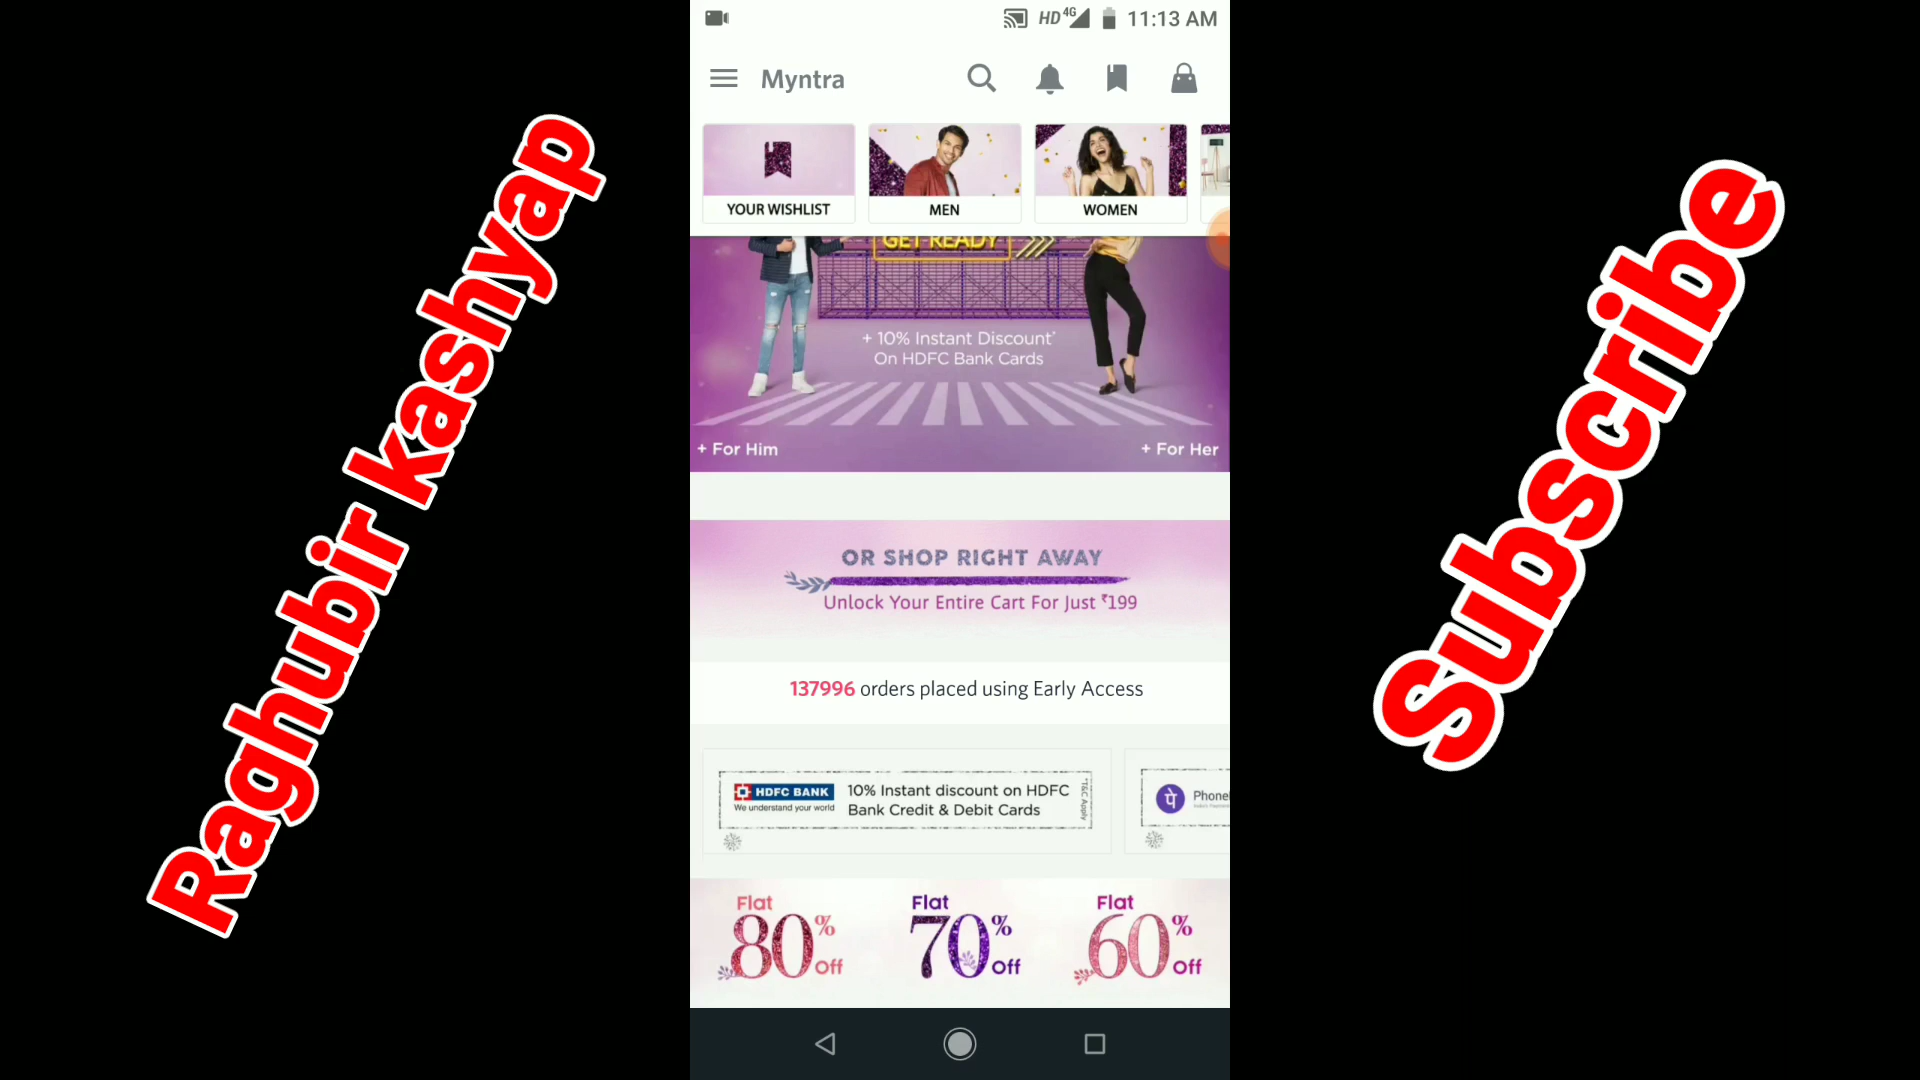 Raghubir kashyap
HD 4G 11:13 AM
Myntra
YOUR WISHLIST
MEN
WOMEN
GET READY
+ 10% Instant Discount*
On HDFC Bank Cards
+ For Him
+ For Her
OR SHOP RIGHT AWAY
Unlock Your Entire Cart For Just ₹199
137996 orders placed using Early Access
HDFC BANK
We understand your world
10% Instant discount on HDFC
Bank Credit & Debit Cards
*T&C Apply
पे
Phone
Flat
80%
Off
Flat
70%
Off
Flat
60%
Off
Subscribe